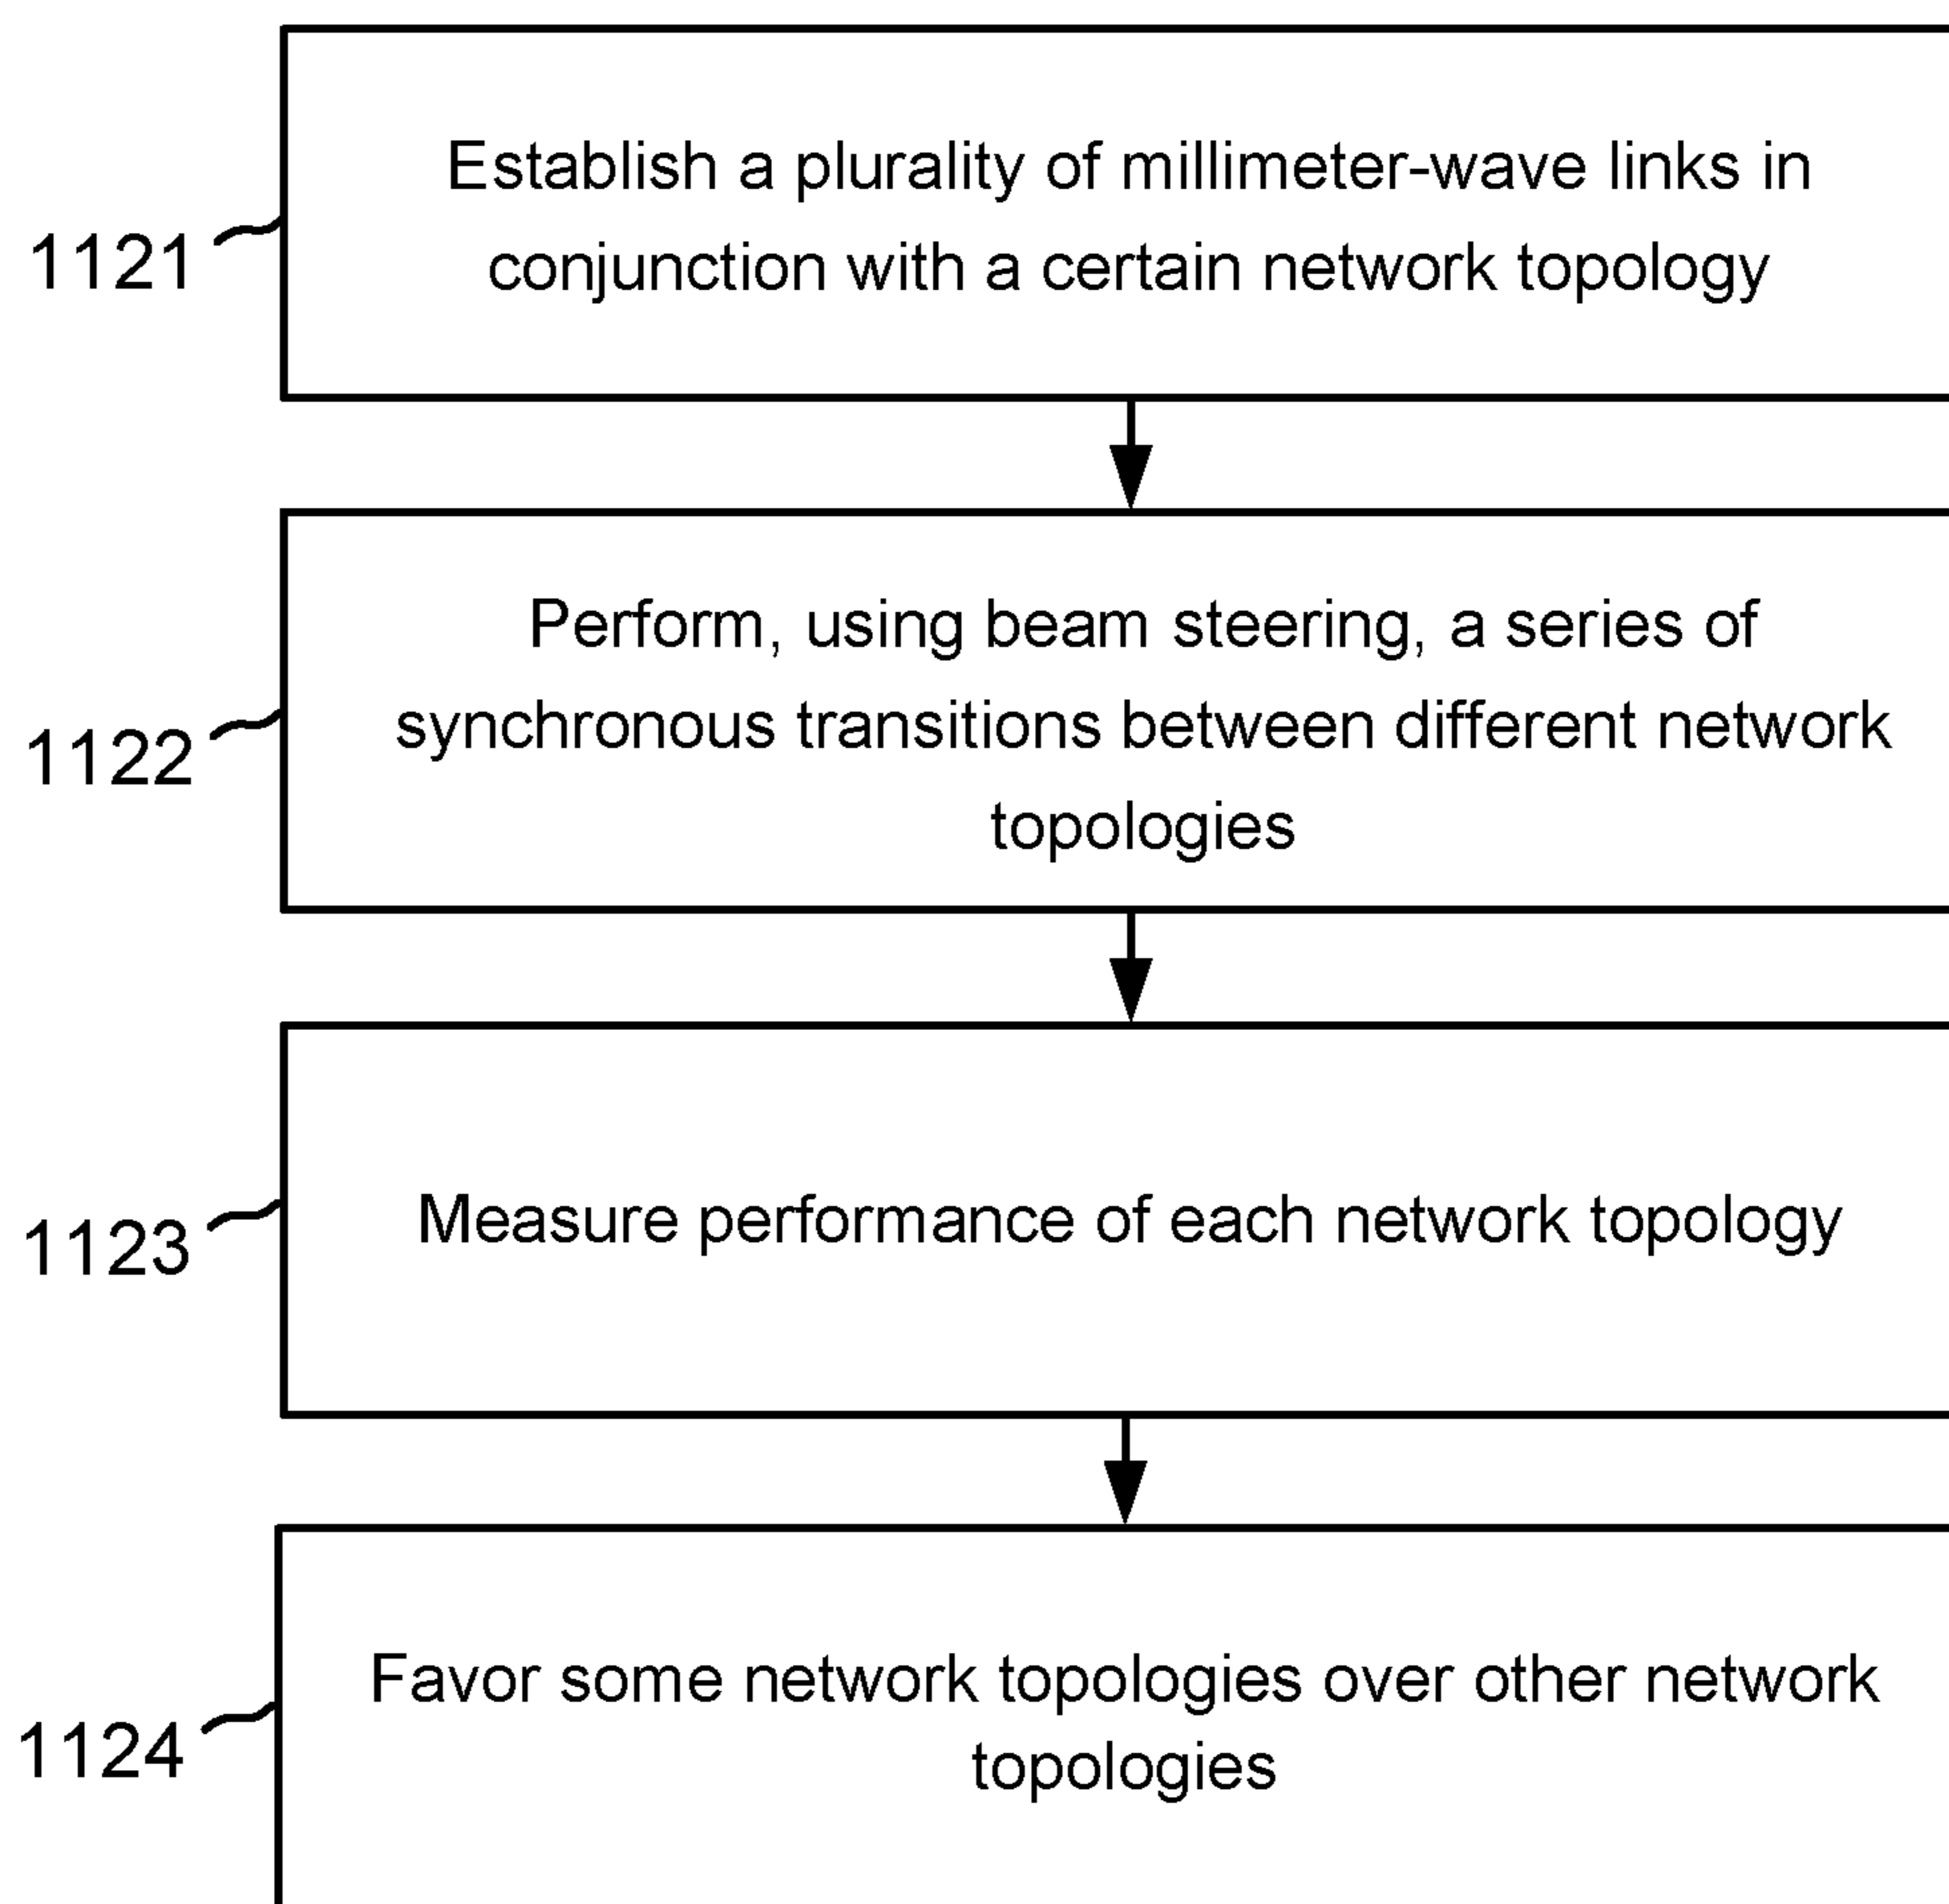 Establish a plurality of millimeter-wave links in
conjunction with a certain network topology
1121
Perform, using beam steering, a series of
synchronous transitions between different network
topologies
1122
Measure performance of each network topology
1123
Favor some network topologies over other network
topologies
1124